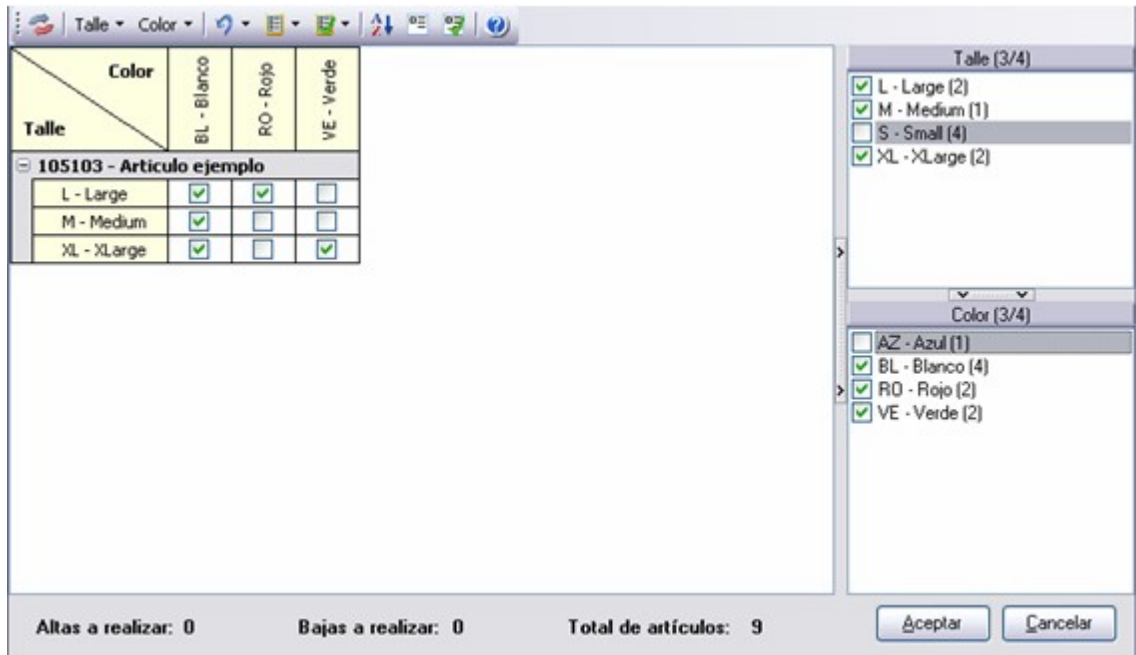 Talle Color
Color
Talle
BL - Blanco
RO - Rojo
VE - Verde
105103 - Articulo ejemplo
L - Large
M - Medium
XL - XLarge
Talle (3/4)
L - Large (2)
M - Medium (1)
S - Small (4)
XL - XLarge (2)
Color (3/4)
AZ - Azul (1)
BL - Blanco (4)
RO - Rojo (2)
VE - Verde (2)
Altas a realizar: 0 Bajas a realizar: 0 Total de artículos: 9 Aceptar Cancelar